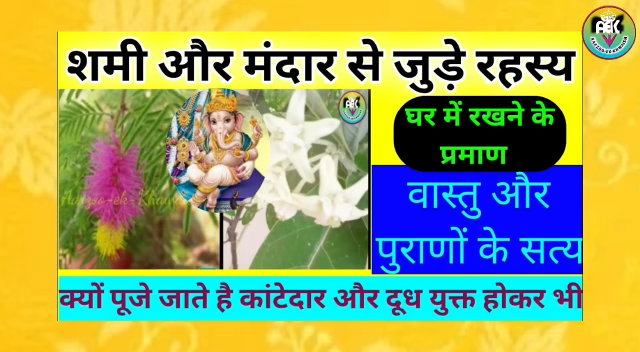 शमी और मंदार से जुड़े रहस्य
घर में रखने के
प्रमाण
वास्तु और
पुराणों के सत्य
क्यों पूजे जाते है कांटेदार और दूध युक्त होकर भी